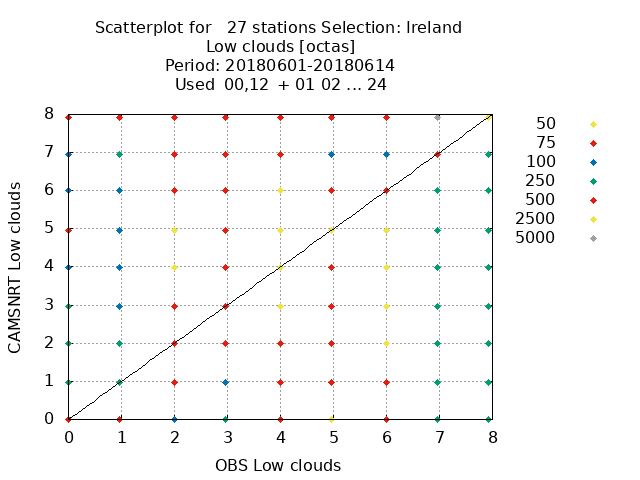 Scatterplot for   27 stations Selection: Ireland
Low clouds [octas]
Period: 20180601-20180614
Used  00,12  + 01 02 ... 24
50
75
100
250
500
2500
5000
CAMSNRT Low clouds
8
7
6
5
4
3
2
1
0
0 1 2 3 4 5 6 7 8
OBS Low clouds